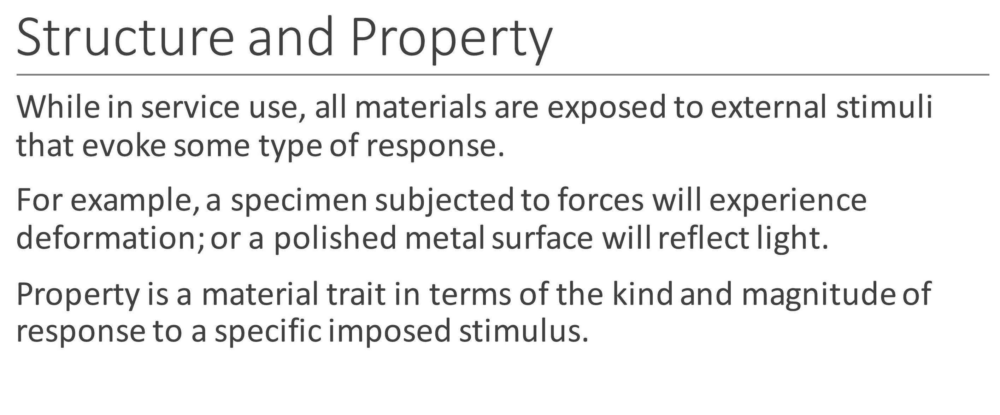 Structure and Property
While in service use, all materials are exposed to external stimuli
that evoke some type of response.
For example, a specimen subjected to forces will experience
deformation; or a polished metal surface will reflect light.
Property is a material trait in terms of the kind and magnitude of
response to a specific imposed stimulus.